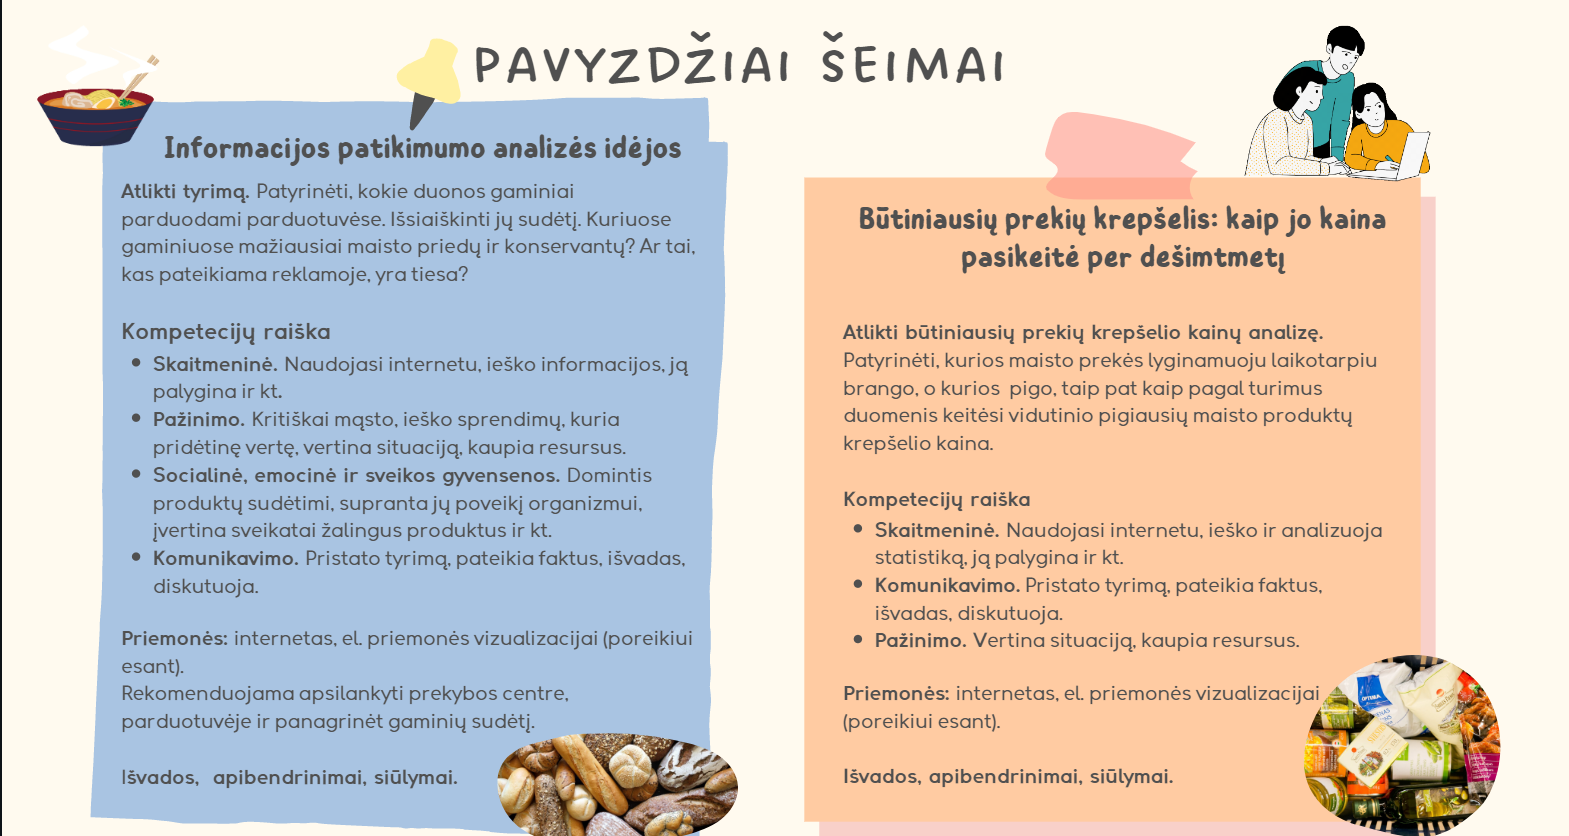 PAVYZDŽIAI ŠEIMAI
Informacijos patikimumo analizės idėjos
Atlikti tyrimą. Patyrinėti, kokie duonos gaminiai
parduodami parduotuvėse. Išsiaiškinti jų sudėtį. Kuriuose
gaminiuose mažiausiai maisto priedų ir konservantų? Ar tai,
kas pateikiama reklamoje, yra tiesa?
Kompetecijų raiška
• Skaitmeninė. Naudojasi internetu, ieško informacijos, ją
palygina ir kt.
• Pažinimo. Kritiškai mąsto, ieško sprendimų, kuria
pridėtinę vertę, vertina situaciją, kaupia resursus.
• Socialinė, emocinė ir sveikos gyvensenos. Domintis
produktų sudėtimi, supranta jų poveikį organizmui,
įvertina sveikatai žalingus produktus ir kt.
• Komunikavimo. Pristato tyrimą, pateikia faktus, išvadas,
diskutuoja.
Priemonės: internetas, el. priemonės vizualizacijai (poreikiui
esant).
Rekomenduojama apsilankyti prekybos centre,
parduotuvėje ir panagrinėt gaminių sudėtį.
Išvados, apibendrinimai, siūlymai.
Būtiniausių prekių krepšelis: kaip jo kaina
pasikeitė per dešimtmetį
Atlikti būtiniausių prekių krepšelio kainų analizę.
Patyrinėti, kurios maisto prekės lyginamuoju laikotarpiu
brango, o kurios pigo, taip pat kaip pagal turimus
duomenis keitėsi vidutinio pigiausių maisto produktų
krepšelio kaina.
Kompetecijų raiška
• Skaitmeninė. Naudojasi internetu, ieško ir analizuoja
statistiką, ją palygina ir kt.
• Komunikavimo. Pristato tyrimą, pateikia faktus,
išvadas, diskutuoja.
• Pažinimo. Vertina situaciją, kaupia resursus.
Priemonės: internetas, el. priemonės vizualizacijai
(poreikiui esant).
Išvados, apibendrinimai, siūlymai.
OPTIMA